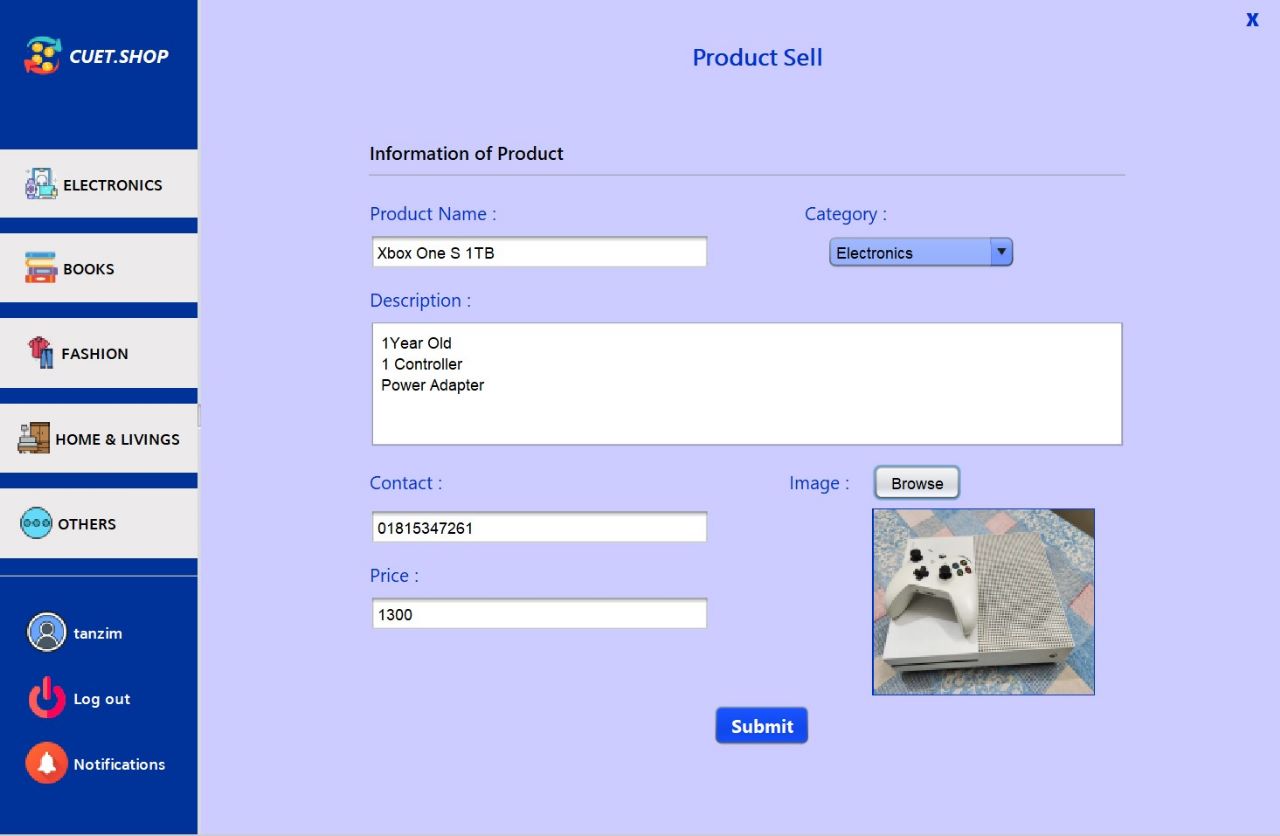 X
CUET.SHOP
Product Sell
ELECTRONICS
BOOKS
FASHION
HOME & LIVINGS
OTHERS
tanzim
Log out
Notifications
Information of Product
Product Name :
Category :
Xbox One S 1TB
Electronics
Description :
1Year Old
1 Controller
Power Adapter
Contact :
Image :
Browse
01815347261
Price :
1300
Submit